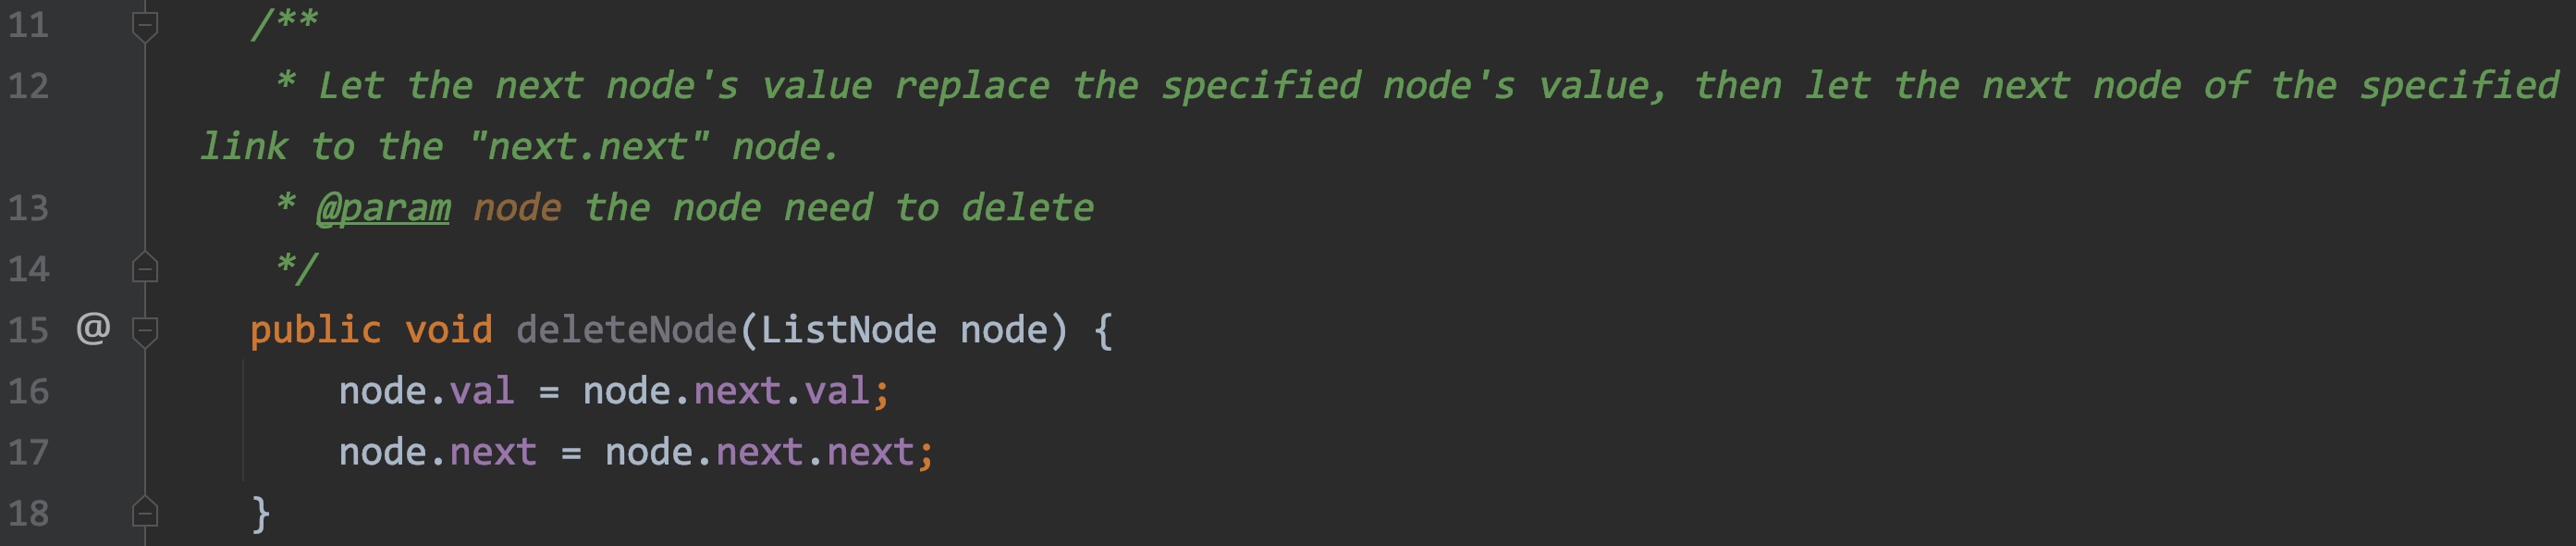 11 /**
12 * Let the next node's value replace the specified node's value, then let the next node of the specified
link to the "next.next" node.
13 * @param node the node need to delete
14 */
15 @ public void deleteNode(ListNode node) {
16 node.val = node.next.val;
17 node.next = node.next.next;
18 }